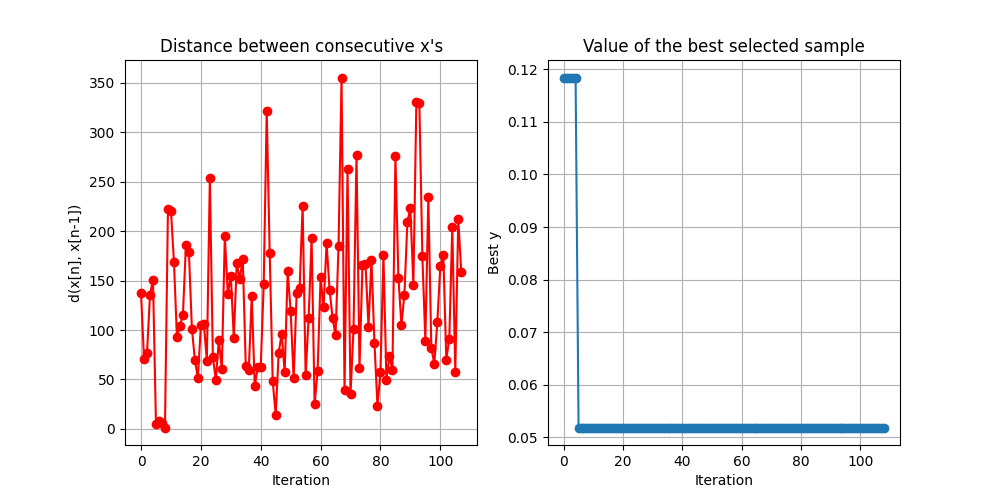 Distance between consecutive x's
d(x[n], x[n-1])
350
300
250
200
150
100
50
0
0 20 40 60 80 100
Iteration
Value of the best selected sample
Best y
0.12
0.11
0.10
0.09
0.08
0.07
0.06
0.05
0 20 40 60 80 100
Iteration